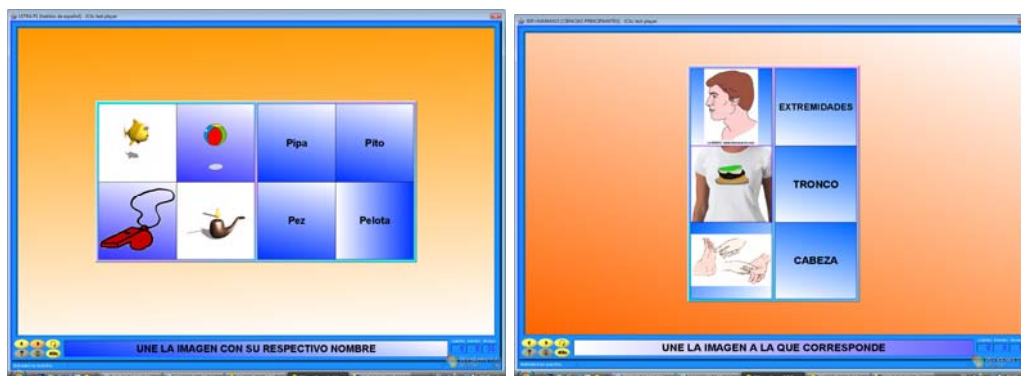 Pipa
Pito
Pez
Pelota
UNE LA IMAGEN CON SU RESPECTIVO NOMBRE
EXTREMIDADES
TRONCO
CABEZA
UNE LA IMAGEN A LA QUE CORRESPONDE